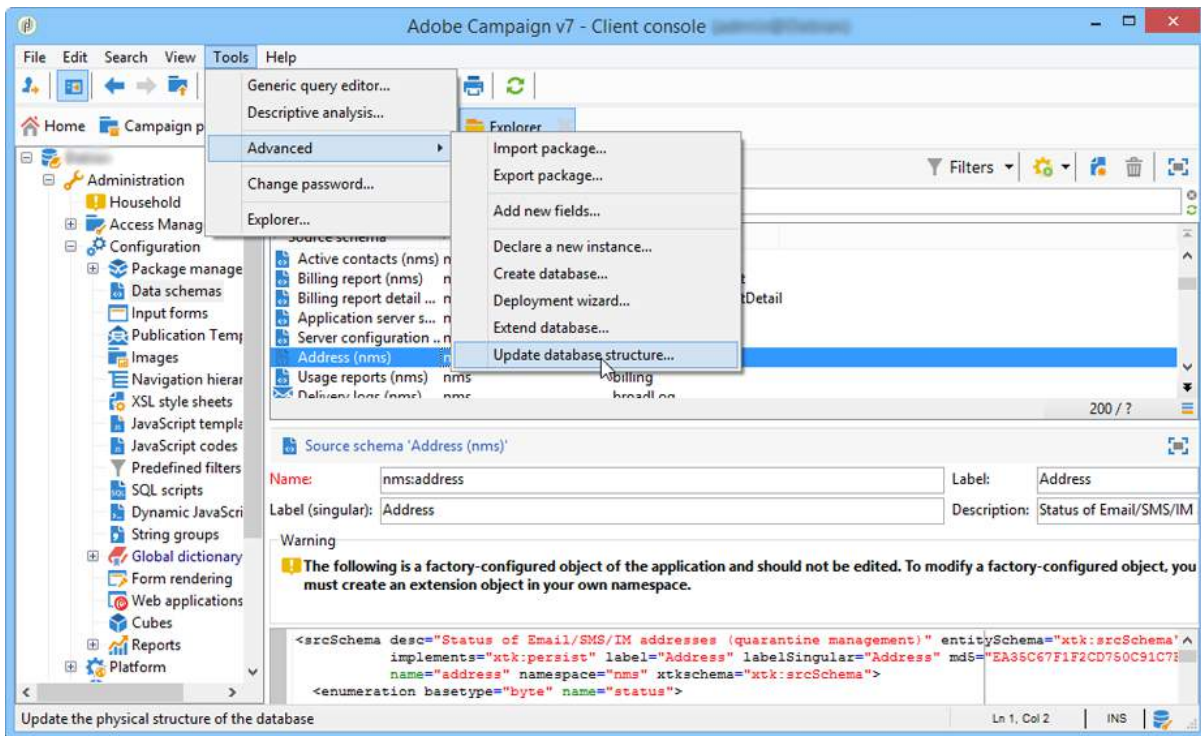 Adobe Campaign v7 - Client console
File Edit Search View Tools Help
Generic query editor...
Descriptive analysis...
Advanced
Change password...
Explorer...
Import package...
Export package...
Add new fields...
Declare a new instance...
Create database...
Deployment wizard...
Extend database...
Update database structure...
Home Campaign p Explorer
Filters
Administration
Household
Access Manag
Configuration
Package manage
Data schemas
Input forms
Publication Temp
Images
Navigation hierar
XSL style sheets
JavaScript templa
JavaScript codes
Predefined filters
SQL scripts
Dynamic JavaScri
String groups
Global dictionary
Form rendering
Web applications
Cubes
Reports
Platform
Source schema
Active contacts (nms) n
Billing report (nms) n t
Billing report detail ... n tDetail
Application server s... n
Server configuration .. n
Address (nms) n
Usage reports (nms) nms billing
Delivery logs (nms) nms broadLog
200 / ?
Source schema 'Address (nms)'
Name: nms:address Label: Address
Label (singular): Address Description: Status of Email/SMS/IM
Warning
The following is a factory-configured object of the application and should not be edited. To modify a factory-configured object, you
must create an extension object in your own namespace.
<srcSchema desc="Status of Email/SMS/IM addresses (quarantine management)" entitySchema="xtk:srcSchema"
implements="xtk:persist" label="Address" labelSingular="Address" md5="EA35C67F1F2CD750C91C7E
name="address" namespace="nms" xtkschema="xtk:srcSchema">
<enumeration basetype="byte" name="status">
Update the physical structure of the database Ln 1, Col 2 INS